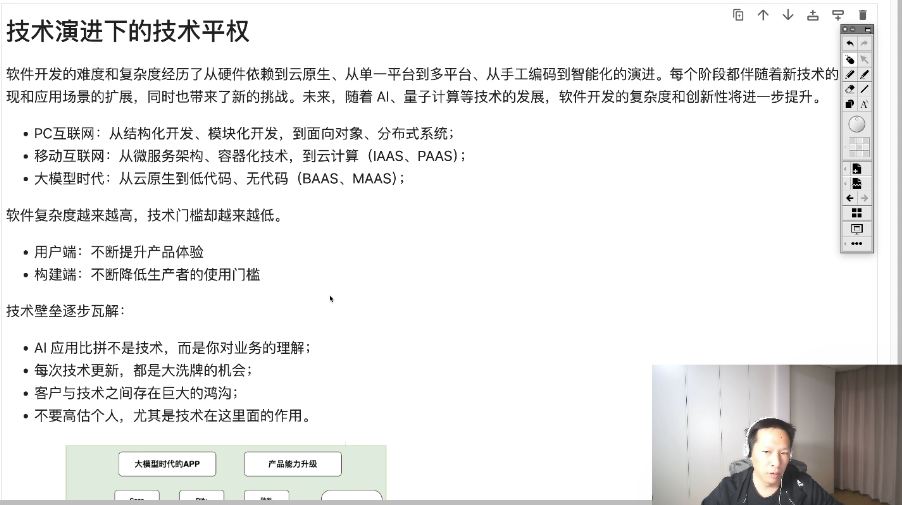 技术演进下的技术平权
软件开发的难度和复杂度经历了从硬件依赖到云原生、从单一平台到多平台、从手工编码到智能化的演进。每个阶段都伴随着新技术的
现和应用场景的扩展，同时也带来了新的挑战。未来，随着 AI、量子计算等技术的发展，软件开发的复杂度和创新性将进一步提升。
• PC互联网：从结构化开发、模块化开发，到面向对象、分布式系统；
• 移动互联网：从微服务架构、容器化技术，到云计算（IAAS、PAAS）；
• 大模型时代：从云原生到低代码、无代码（BAAS、MAAS）；
软件复杂度越来越高，技术门槛却越来越低。
• 用户端：不断提升产品体验
• 构建端：不断降低生产者的使用门槛
技术壁垒逐步瓦解：
• AI 应用比拼不是技术，而是你对业务的理解；
• 每次技术更新，都是大洗牌的机会；
• 客户与技术之间存在巨大的鸿沟；
• 不要高估个人，尤其是技术在这里面的作用。
大模型时代的APP
产品能力升级